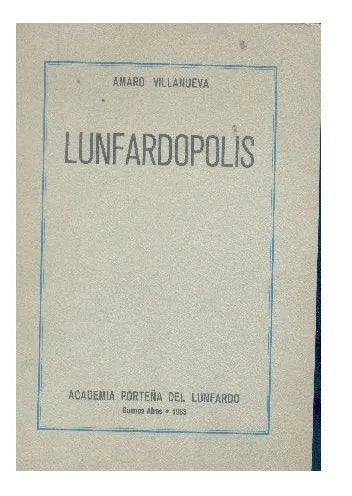 AMARO VILLANUEVA
LUNFARDOPOLIS
ACADEMIA PORTEÑA DEL LUNFARDO
Buenos Aires • 1963